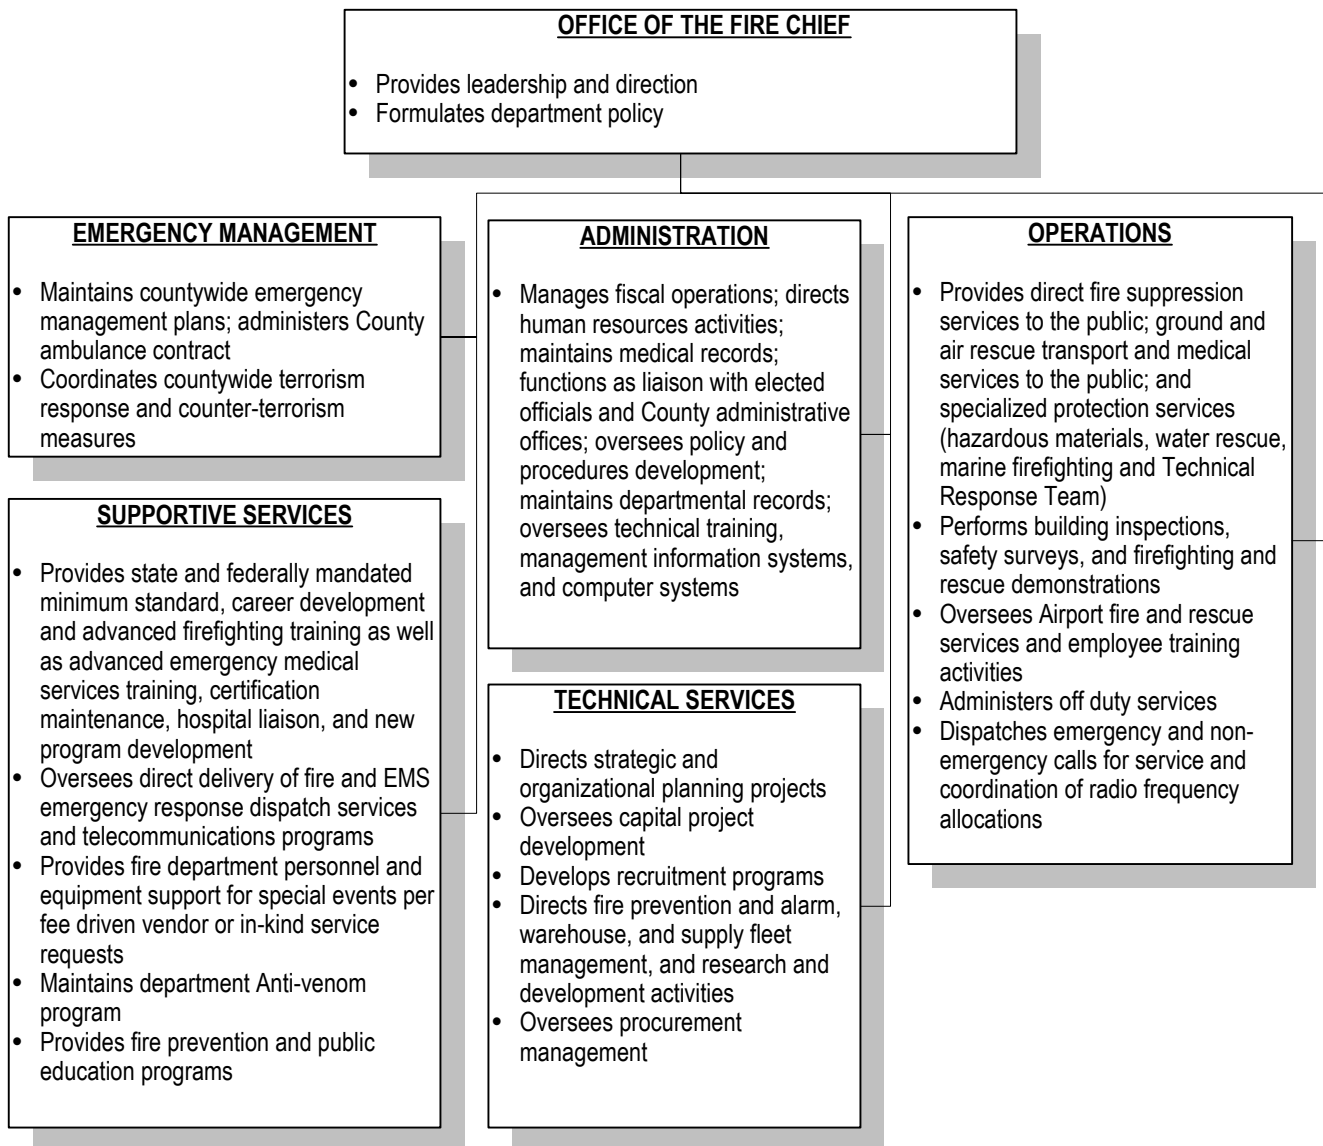 OFFICE OF THE FIRE CHIEF
• Provides leadership and direction
• Formulates department policy
EMERGENCY MANAGEMENT
• Maintains countywide emergency
management plans; administers County
ambulance contract
• Coordinates countywide terrorism
response and counter-terrorism
measures
SUPPORTIVE SERVICES
• Provides state and federally mandated
minimum standard, career development
and advanced firefighting training as well
as advanced emergency medical
services training, certification
maintenance, hospital liaison, and new
program development
• Oversees direct delivery of fire and EMS
emergency response dispatch services
and telecommunications programs
• Provides fire department personnel and
equipment support for special events per
fee driven vendor or in-kind service
requests
• Maintains department Anti-venom
program
• Provides fire prevention and public
education programs
ADMINISTRATION
• Manages fiscal operations; directs
human resources activities;
maintains medical records;
functions as liaison with elected
officials and County administrative
offices; oversees policy and
procedures development;
maintains departmental records;
oversees technical training,
management information systems,
and computer systems
TECHNICAL SERVICES
• Directs strategic and
organizational planning projects
• Oversees capital project
development
• Develops recruitment programs
• Directs fire prevention and alarm,
warehouse, and supply fleet
management, and research and
development activities
• Oversees procurement
management
OPERATIONS
• Provides direct fire suppression
services to the public; ground and
air rescue transport and medical
services to the public; and
specialized protection services
(hazardous materials, water rescue,
marine firefighting and Technical
Response Team)
• Performs building inspections,
safety surveys, and firefighting and
rescue demonstrations
• Oversees Airport fire and rescue
services and employee training
activities
• Administers off duty services
• Dispatches emergency and non-
emergency calls for service and
coordination of radio frequency
allocations